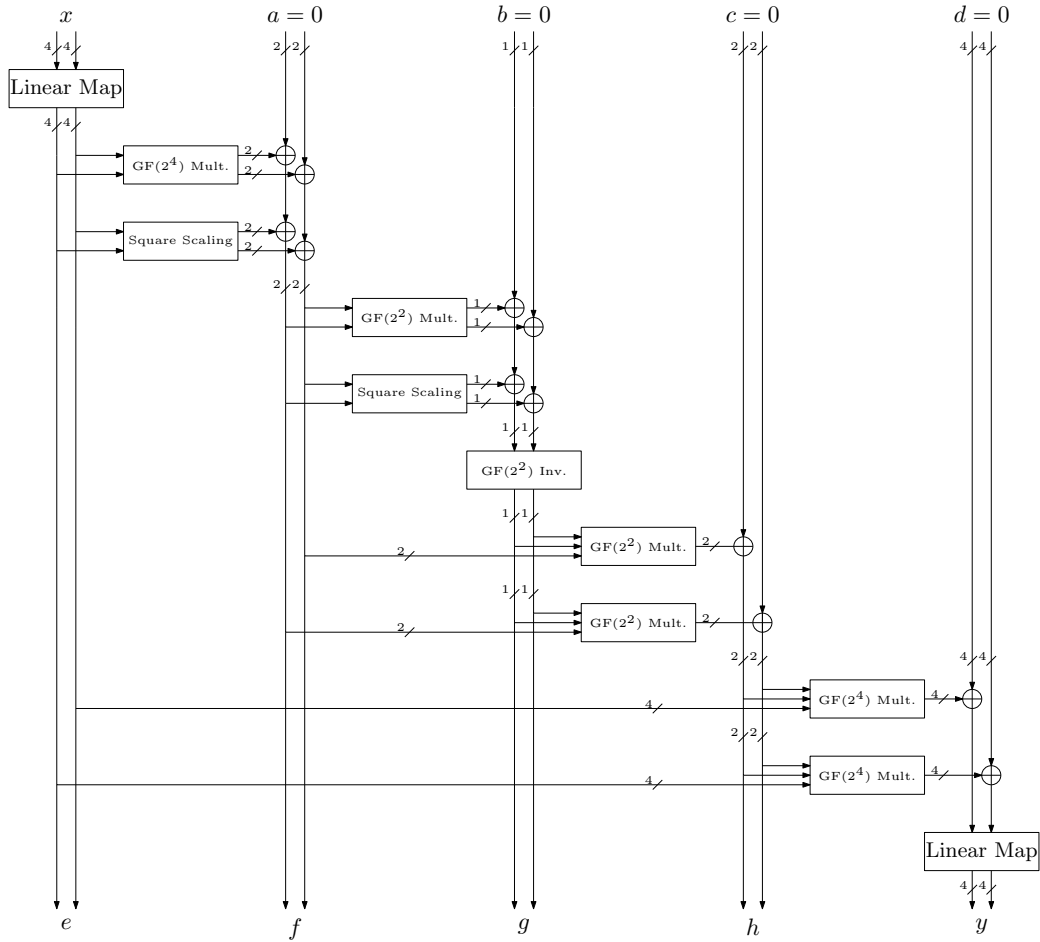 x a = 0 b = 0 c = 0 d = 0
4 4 2 2 1 1 2 2 4 4
Linear Map
4 4
GF(2^4) Mult. 2 2
Square Scaling 2 2
2 2
GF(2^2) Mult. 1 1
Square Scaling 1 1
1 1
GF(2^2) Inv.
1 1
2 GF(2^2) Mult. 2
1 1
2 GF(2^2) Mult. 2
2 2 4 4
4 GF(2^4) Mult. 4
2 2
4 GF(2^4) Mult. 4
Linear Map
4 4
e f g h y